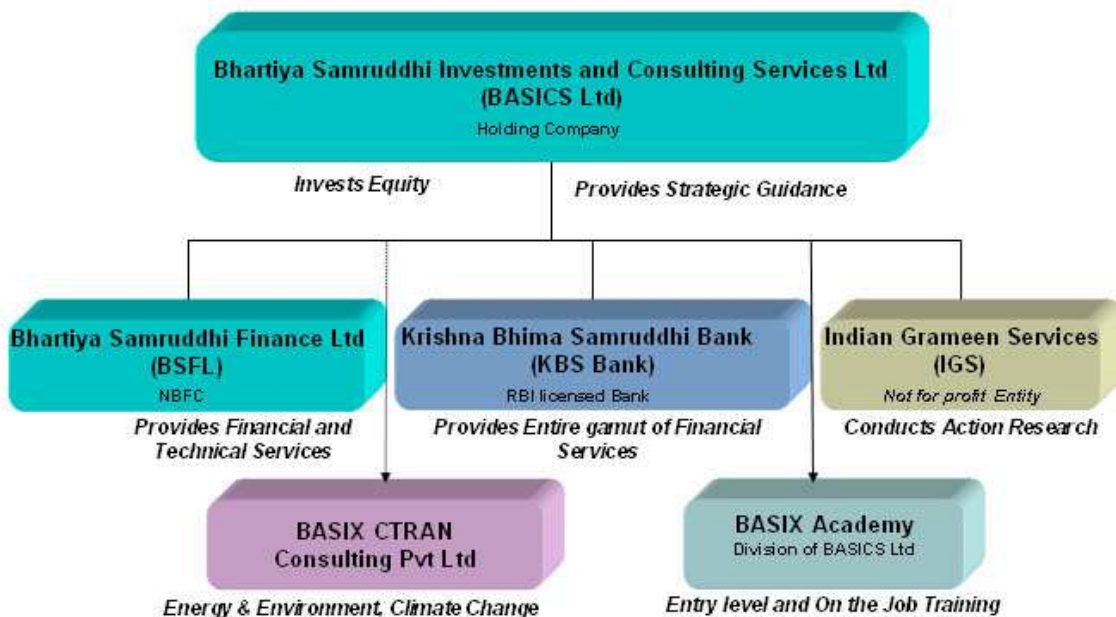 Bhartiya Samruddhi Investments and Consulting Services Ltd
(BASICS Ltd)
Holding Company
Invests Equity
Provides Strategic Guidance
Bhartiya Samruddhi Finance Ltd
(BSFL)
NBFC
Provides Financial and
Technical Services
Krishna Bhima Samruddhi Bank
(KBS Bank)
RBI licensed Bank
Provides Entire gamut of Financial
Services
Indian Grameen Services
(IGS)
Not for profit Entity
Conducts Action Research
BASIX CTRAN
Consulting Pvt Ltd
Energy & Environment, Climate Change
BASIX Academy
Division of BASICS Ltd
Entry level and On the Job Training